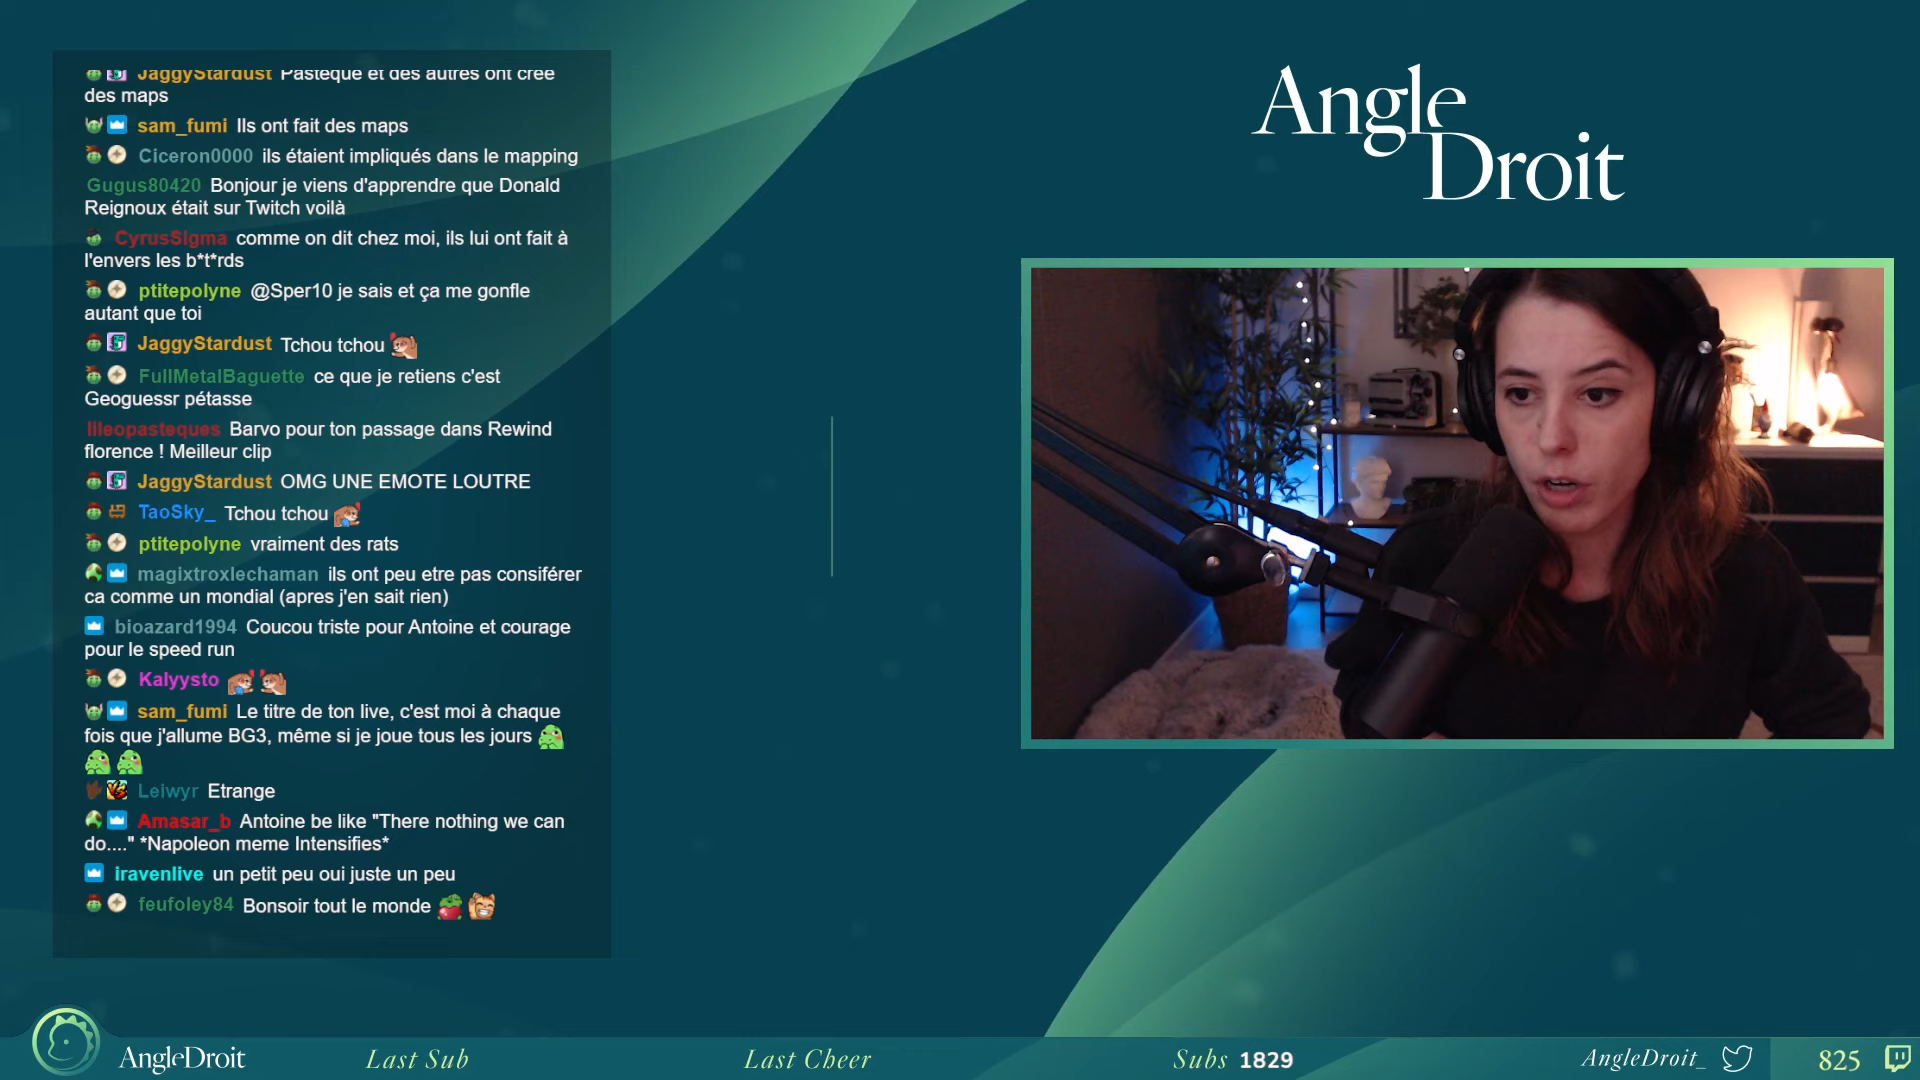 JaggyStardust Pastèque et des autres ont créé
des maps
sam_fumi Ils ont fait des maps
Ciceron0000 ils étaient impliqués dans le mapping
Gugus80420 Bonjour je viens d'apprendre que Donald
Reignoux était sur Twitch voilà
CyrusSigma comme on dit chez moi, ils lui ont fait à
l'envers les b*t*rds
ptitepolyne @Sper10 je sais et ça me gonfle
autant que toi
JaggyStardust Tchou tchou
FullMetalBaguette ce que je retiens c'est
Geoguessr pétasse
llleopasteques Barvo pour ton passage dans Rewind
florence ! Meilleur clip
JaggyStardust OMG UNE EMOTE LOUTRE
TaoSky_ Tchou tchou
ptitepolyne vraiment des rats
magixtroxlechaman ils ont peu etre pas consiférer
ca comme un mondial (apres j'en sait rien)
bioazard1994 Coucou triste pour Antoine et courage
pour le speed run
Kalyysto
sam_fumi Le titre de ton live, c'est moi à chaque
fois que j'allume BG3, même si je joue tous les jours
Leiwyr Etrange
Amasar_b Antoine be like "There nothing we can
do...." *Napoleon meme Intensifies*
iravenlive un petit peu oui juste un peu
feufoley84 Bonsoir tout le monde
Angle
Droit
AngleDroit
Last Sub
Last Cheer
Subs 1829
AngleDroit_
825